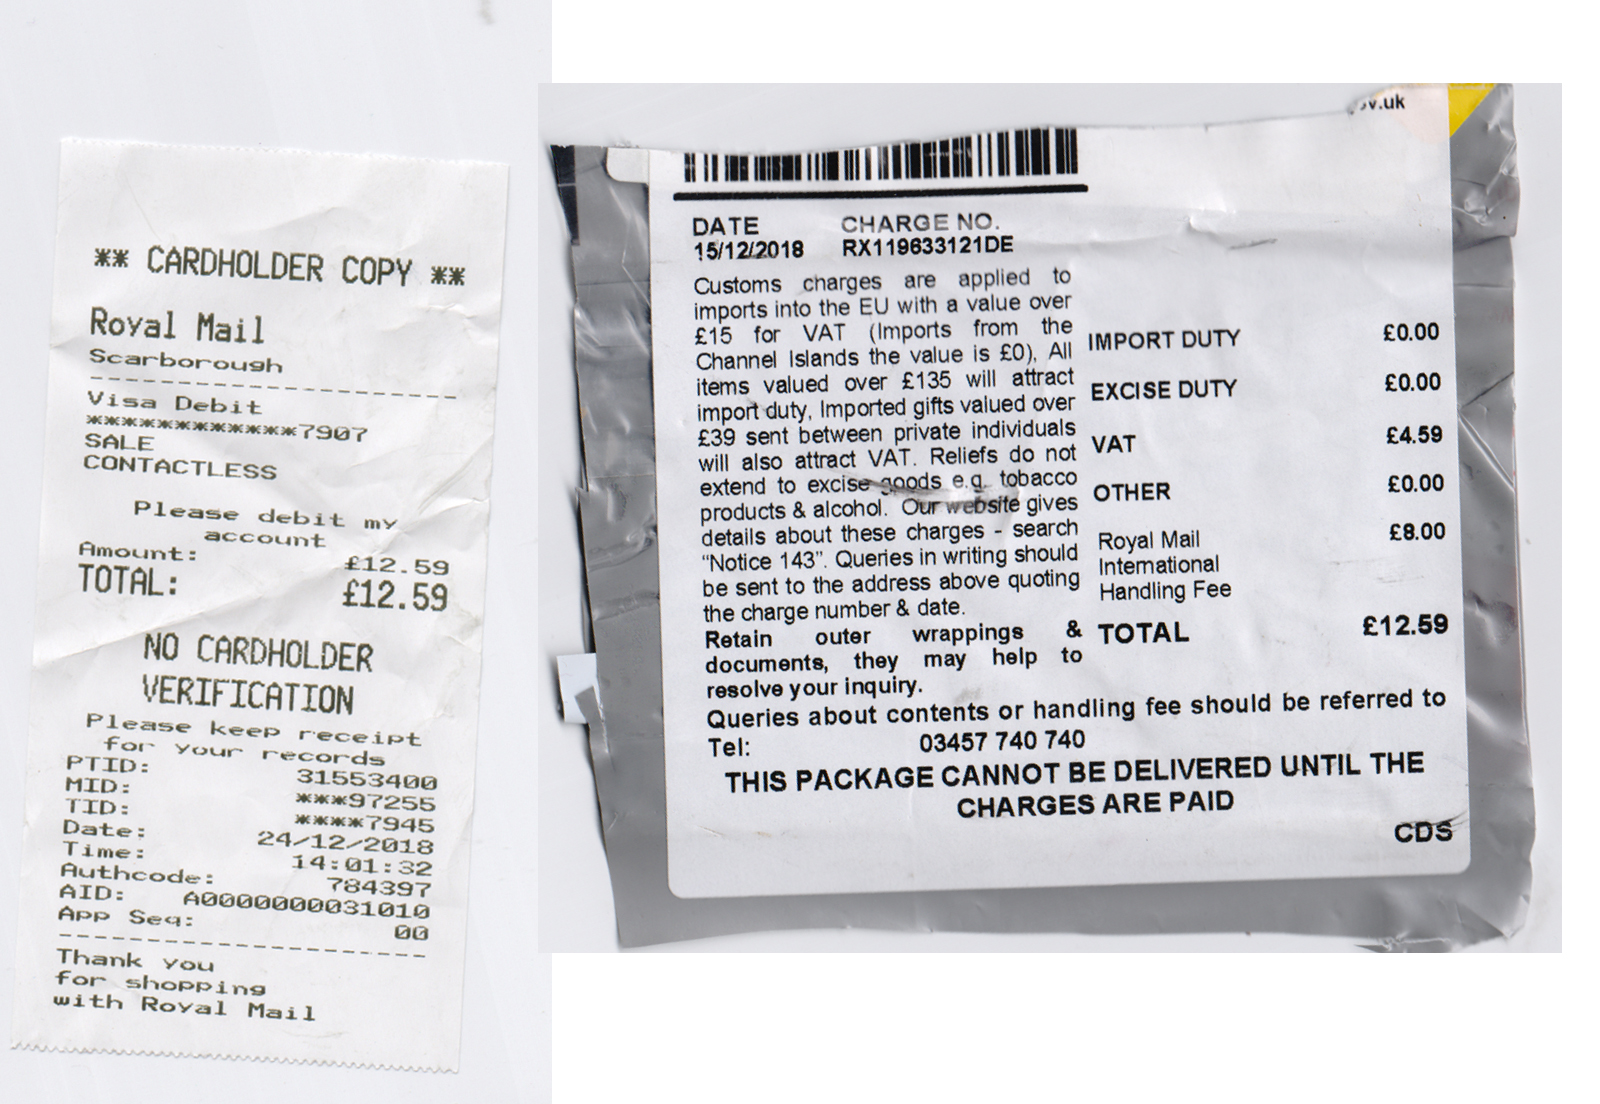 ** CARDHOLDER COPY **
Royal Mail
Scarborough
--------------------------
Visa Debit
************7907
SALE
CONTACTLESS
Please debit my
account
Amount: £12.59
TOTAL: £12.59
NO CARDHOLDER
VERIFICATION
Please keep receipt
for your records
PTID: 31553400
MID: ***97255
TID: ****7945
Date: 24/12/2018
Time: 14:01:32
Authcode: 784397
AID: A0000000031010
App Seq: 00
--------------------------
Thank you
for shopping
with Royal Mail
.uk
DATE CHARGE NO.
15/12/2018 RX119633121DE
Customs charges are applied to
imports into the EU with a value over
£15 for VAT (Imports from the
Channel Islands the value is £0), All
items valued over £135 will attract
import duty, Imported gifts valued over
£39 sent between private individuals
will also attract VAT. Reliefs do not
extend to excise goods e.g. tobacco
products & alcohol. Our website gives
details about these charges - search
“Notice 143”. Queries in writing should
be sent to the address above quoting
the charge number & date.
Retain outer wrappings &
documents, they may help to
resolve your inquiry.
IMPORT DUTY £0.00
EXCISE DUTY £0.00
VAT £4.59
OTHER £0.00
Royal Mail £8.00
International
Handling Fee
TOTAL £12.59
Queries about contents or handling fee should be referred to
Tel: 03457 740 740
THIS PACKAGE CANNOT BE DELIVERED UNTIL THE
CHARGES ARE PAID
CDS